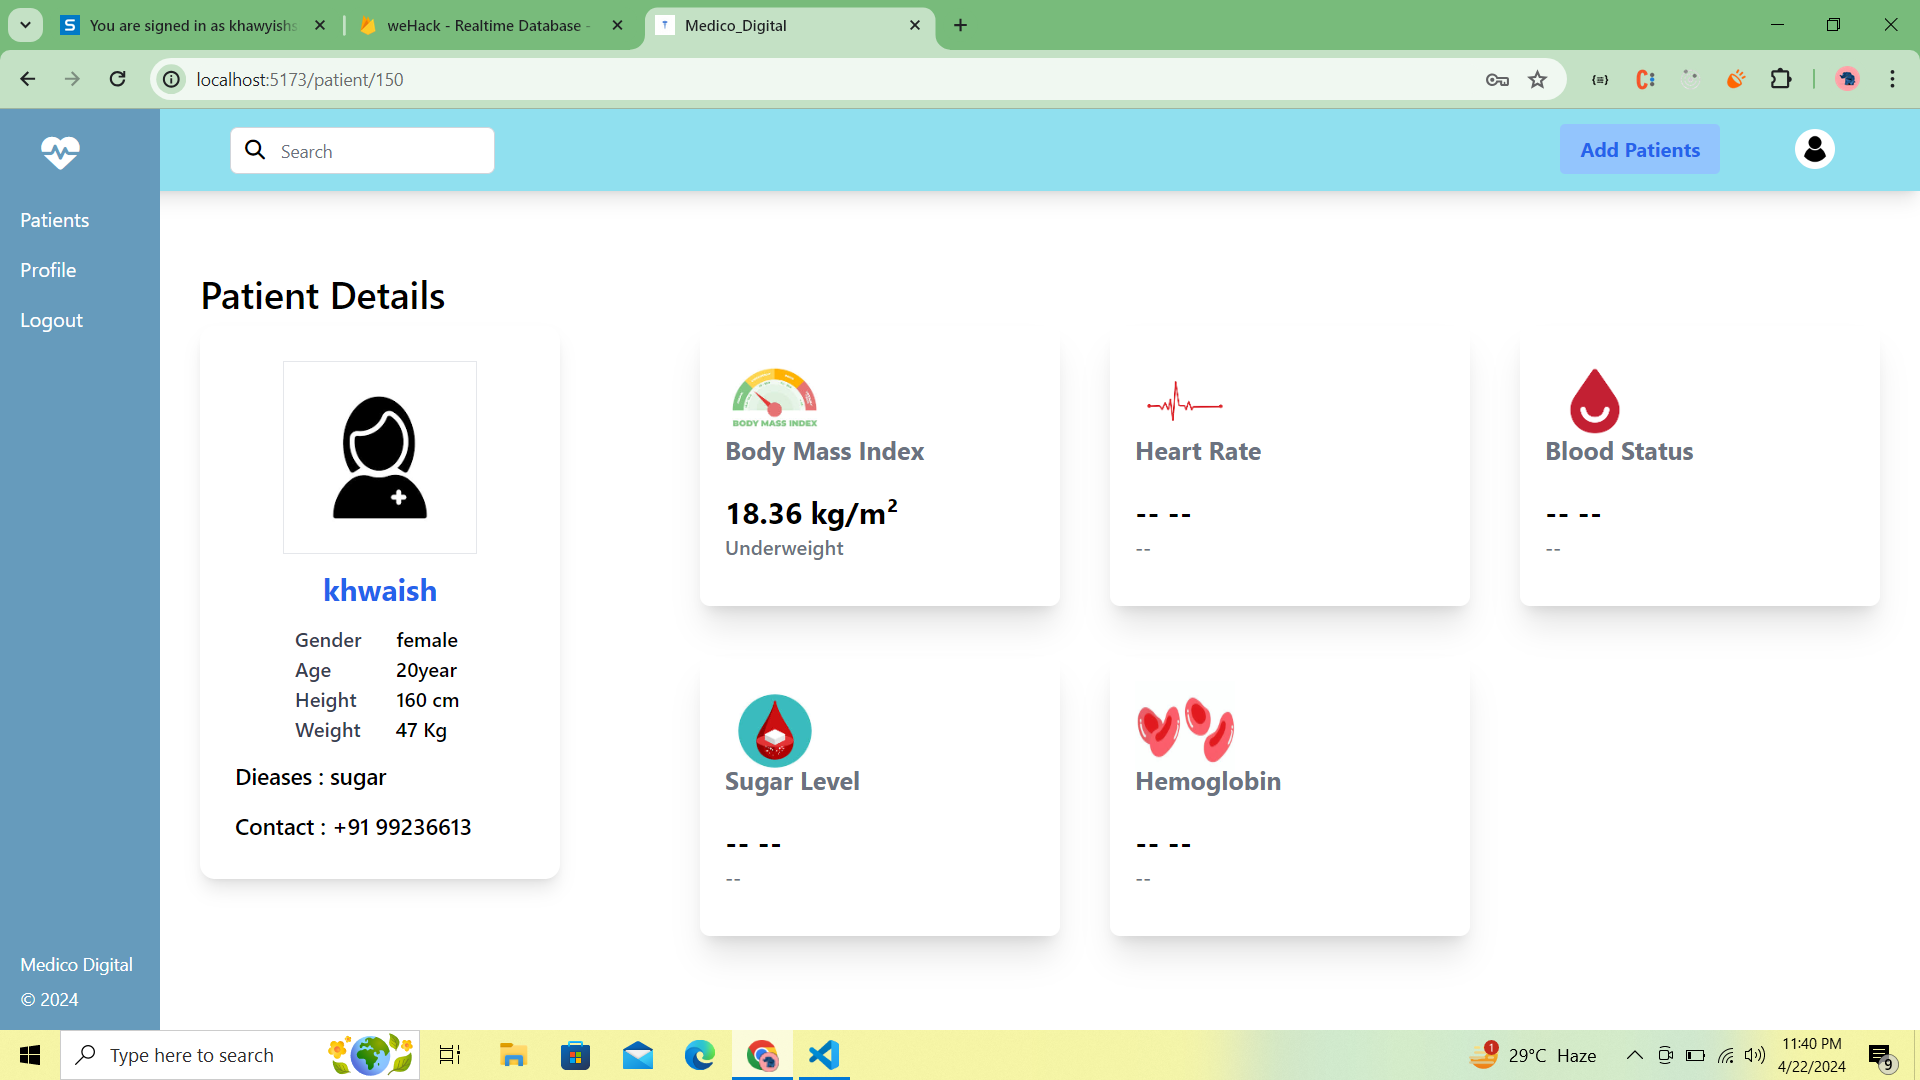 You are signed in as khawyishs
weHack - Realtime Database -
Medico_Digital
localhost:5173/patient/150
Search
Add Patients
Patients
Profile
Logout
Patient Details
khwaish
Gender female
Age 20year
Height 160 cm
Weight 47 Kg
Dieases : sugar
Contact : +91 99236613
BODY MASS INDEX
Body Mass Index
18.36 kg/m²
Underweight
Heart Rate
-- --
--
Blood Status
-- --
--
Sugar Level
-- --
--
Hemoglobin
-- --
--
Medico Digital
© 2024
Type here to search
1
29°C Haze
11:40 PM
4/22/2024
9